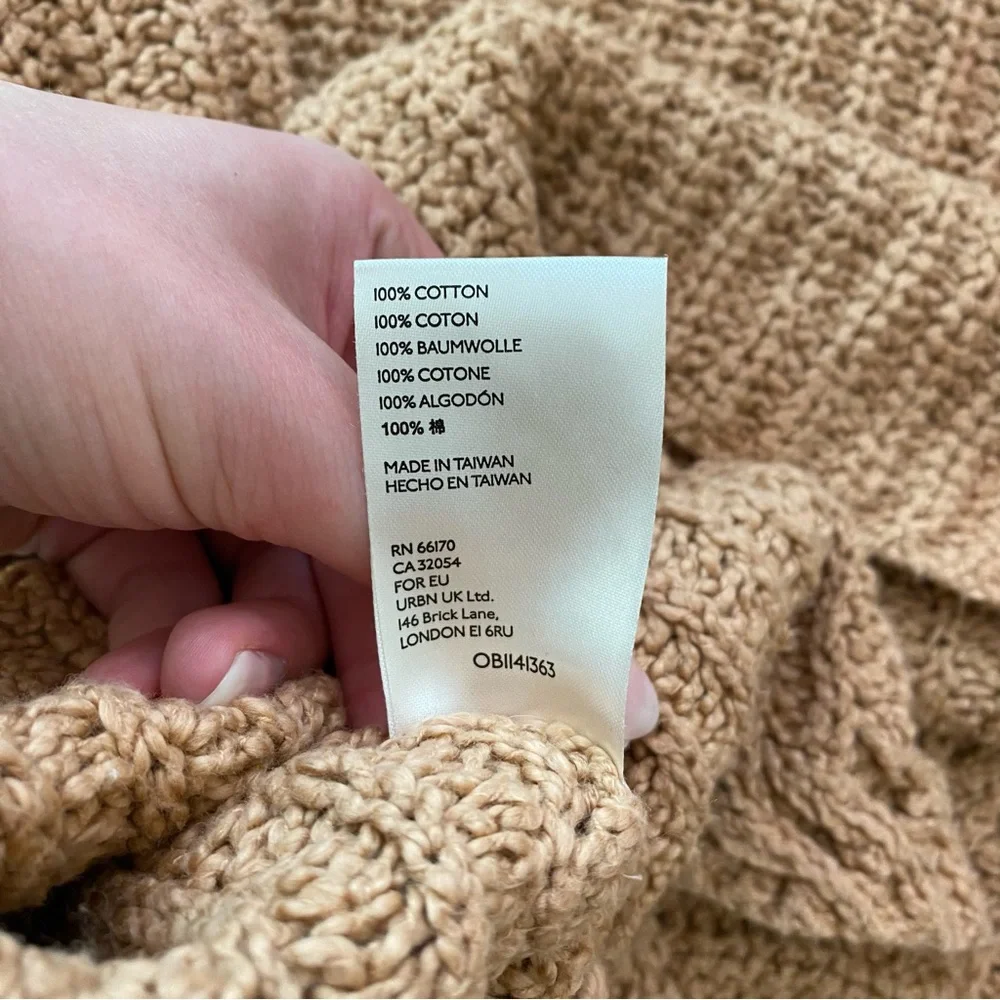 100% COTTON
100% COTON
100% BAUMWOLLE
100% COTONE
100% ALGODÓN
100% 棉
MADE IN TAIWAN
HECHO EN TAIWAN
RN 66170
CA 32054
FOR EU
URBN UK Ltd.
146 Brick Lane,
LONDON E1 6RU
OB1141363